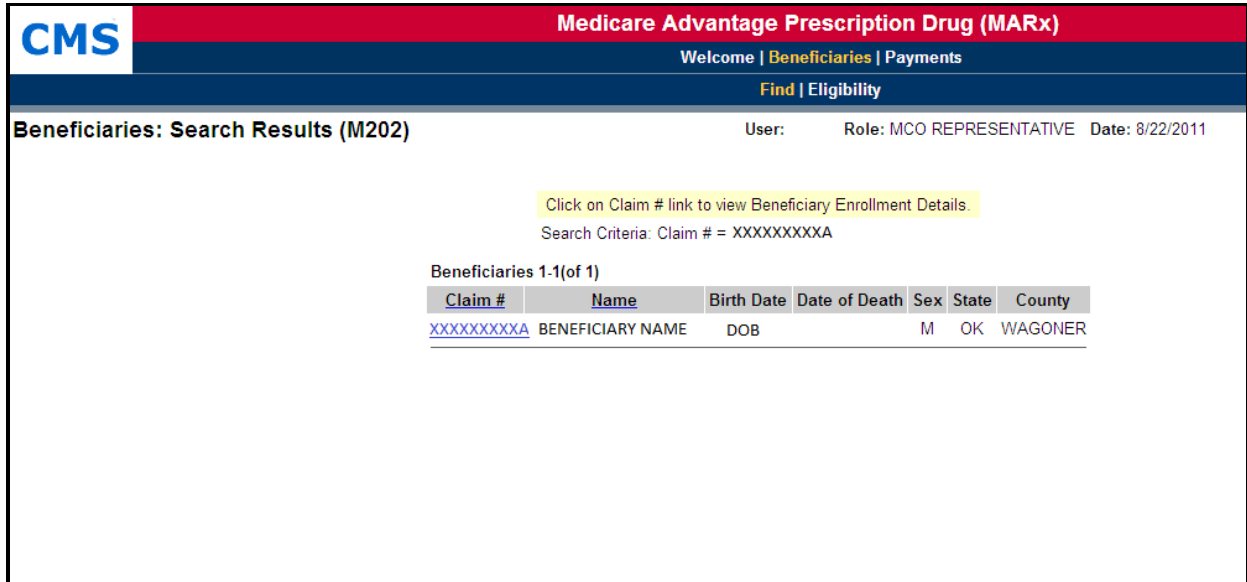 CMS
Medicare Advantage Prescription Drug (MARx)
Welcome | Beneficiaries | Payments
Find | Eligibility
Beneficiaries: Search Results (M202) User: Role: MCO REPRESENTATIVE Date: 8/22/2011
Click on Claim # link to view Beneficiary Enrollment Details.
Search Criteria: Claim # = XXXXXXXXXA
Beneficiaries 1-1(of 1)
Claim # Name Birth Date Date of Death Sex State County
XXXXXXXXXA BENEFICIARY NAME DOB M OK WAGONER